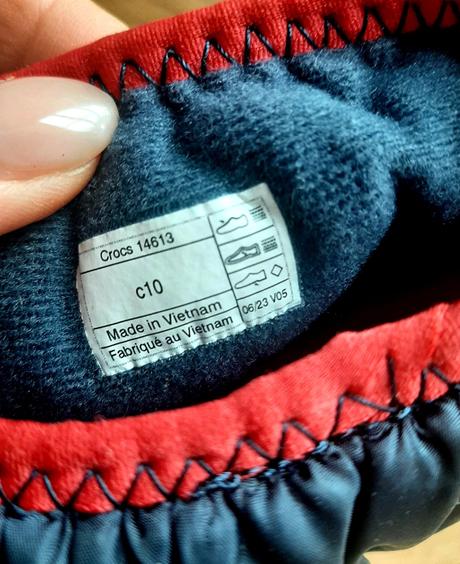 Crocs 14613
c10
Made in Vietnam
Fabriqué au Vietnam
06/23 V05